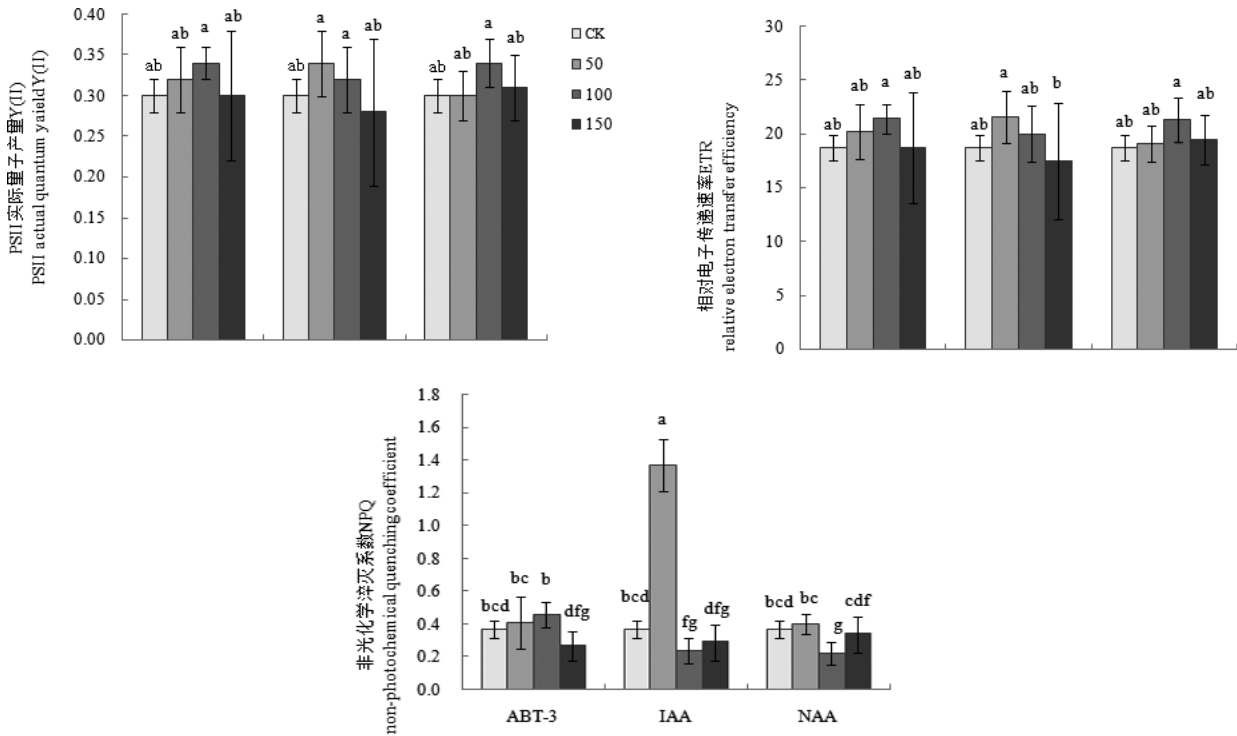 PSII实际量子产量Y(II)
PSII actual quantum yaield Y(II)
0.40
0.35
0.30
0.25
0.20
0.15
0.10
0.05
0.00
ab ab a ab
ab a a ab
ab ab a ab
CK
50
100
150
相对电子传递速率ETR
relative electron transfer efficiency
30
25
20
15
10
5
0
ab ab a ab
ab a ab b
ab ab a ab
非光化学淬灭系数NPQ
non-photochemical quenching coefficient
1.8
1.6
1.4
1.2
1.0
0.8
0.6
0.4
0.2
0.0
bcd bc b dfg
bcd a fg dfg
bcd bc g cdf
ABT-3 IAA NAA